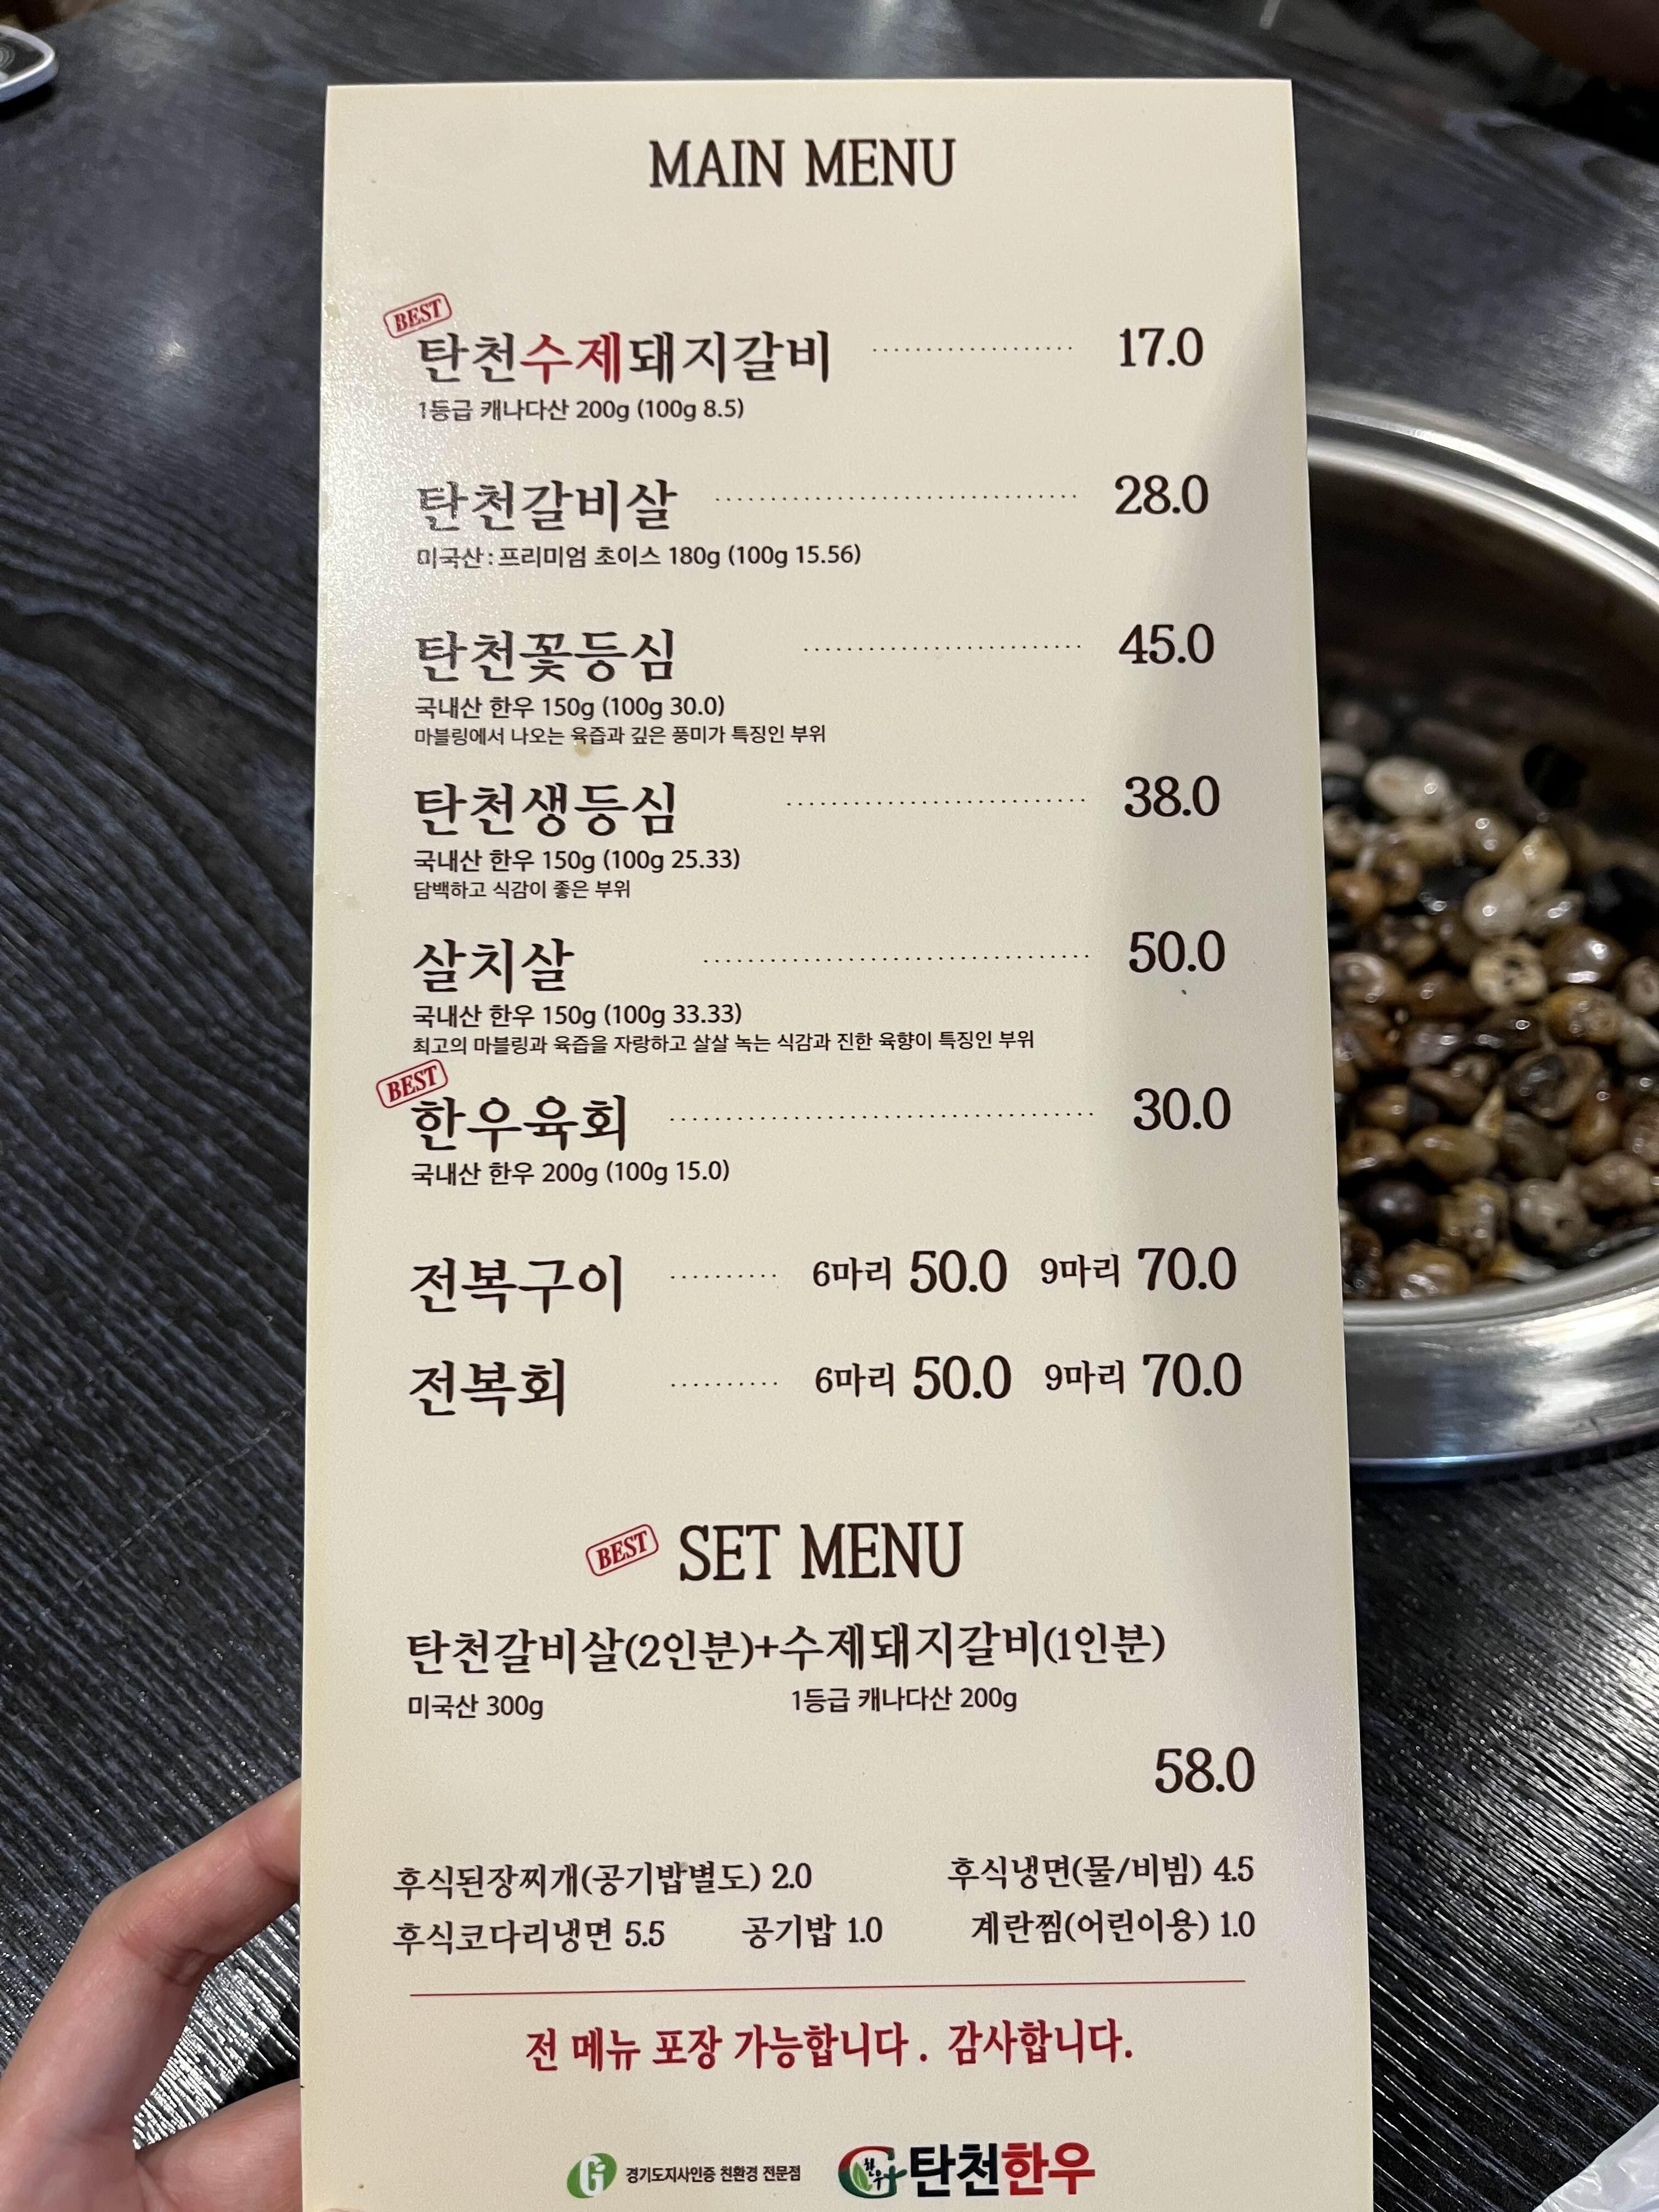 MAIN MENU
BEST
탄천수제돼지갈비 17.0
1등급 캐나다산 200g (100g 8.5)
탄천갈비살 28.0
미국산 : 프리미엄 초이스 180g (100g 15.56)
탄천꽃등심 45.0
국내산 한우 150g (100g 30.0)
마블링에서 나오는 육즙과 깊은 풍미가 특징인 부위
탄천생등심 38.0
국내산 한우 150g (100g 25.33)
담백하고 식감이 좋은 부위
살치살 50.0
국내산 한우 150g (100g 33.33)
최고의 마블링과 육즙을 자랑하고 살살 녹는 식감과 진한 육향이 특징인 부위
BEST
한우육회 30.0
국내산 한우 200g (100g 15.0)
전복구이 6마리 50.0 9마리 70.0
전복회 6마리 50.0 9마리 70.0
BEST SET MENU
탄천갈비살(2인분)+수제돼지갈비(1인분)
미국산 300g 1등급 캐나다산 200g
58.0
후식된장찌개(공기밥별도) 2.0 후식냉면(물/비빔) 4.5
후식코다리냉면 5.5 공기밥 1.0 계란찜(어린이용) 1.0
전 메뉴 포장 가능합니다. 감사합니다.
G 경기도지사인증 친환경 전문점 한우 탄천한우